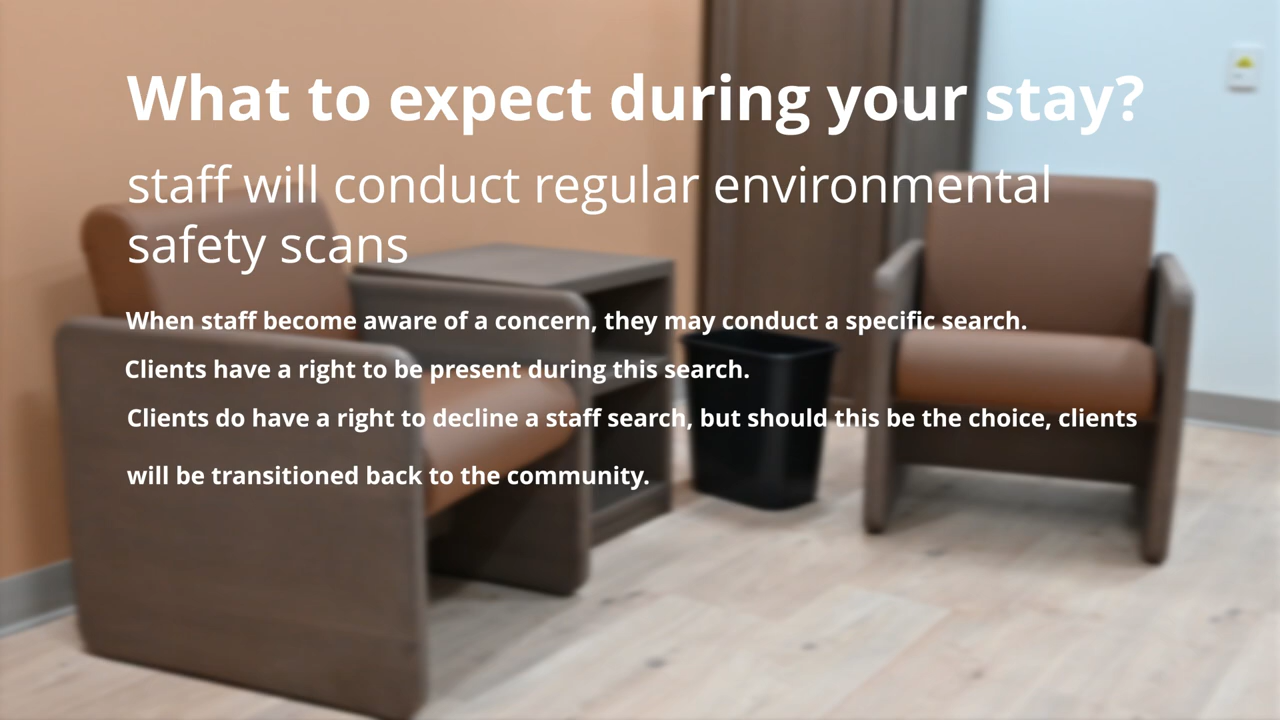 What to expect during your stay?
staff will conduct regular environmental
safety scans
When staff become aware of a concern, they may conduct a specific search.
Clients have a right to be present during this search.
Clients do have a right to decline a staff search, but should this be the choice, clients
will be transitioned back to the community.